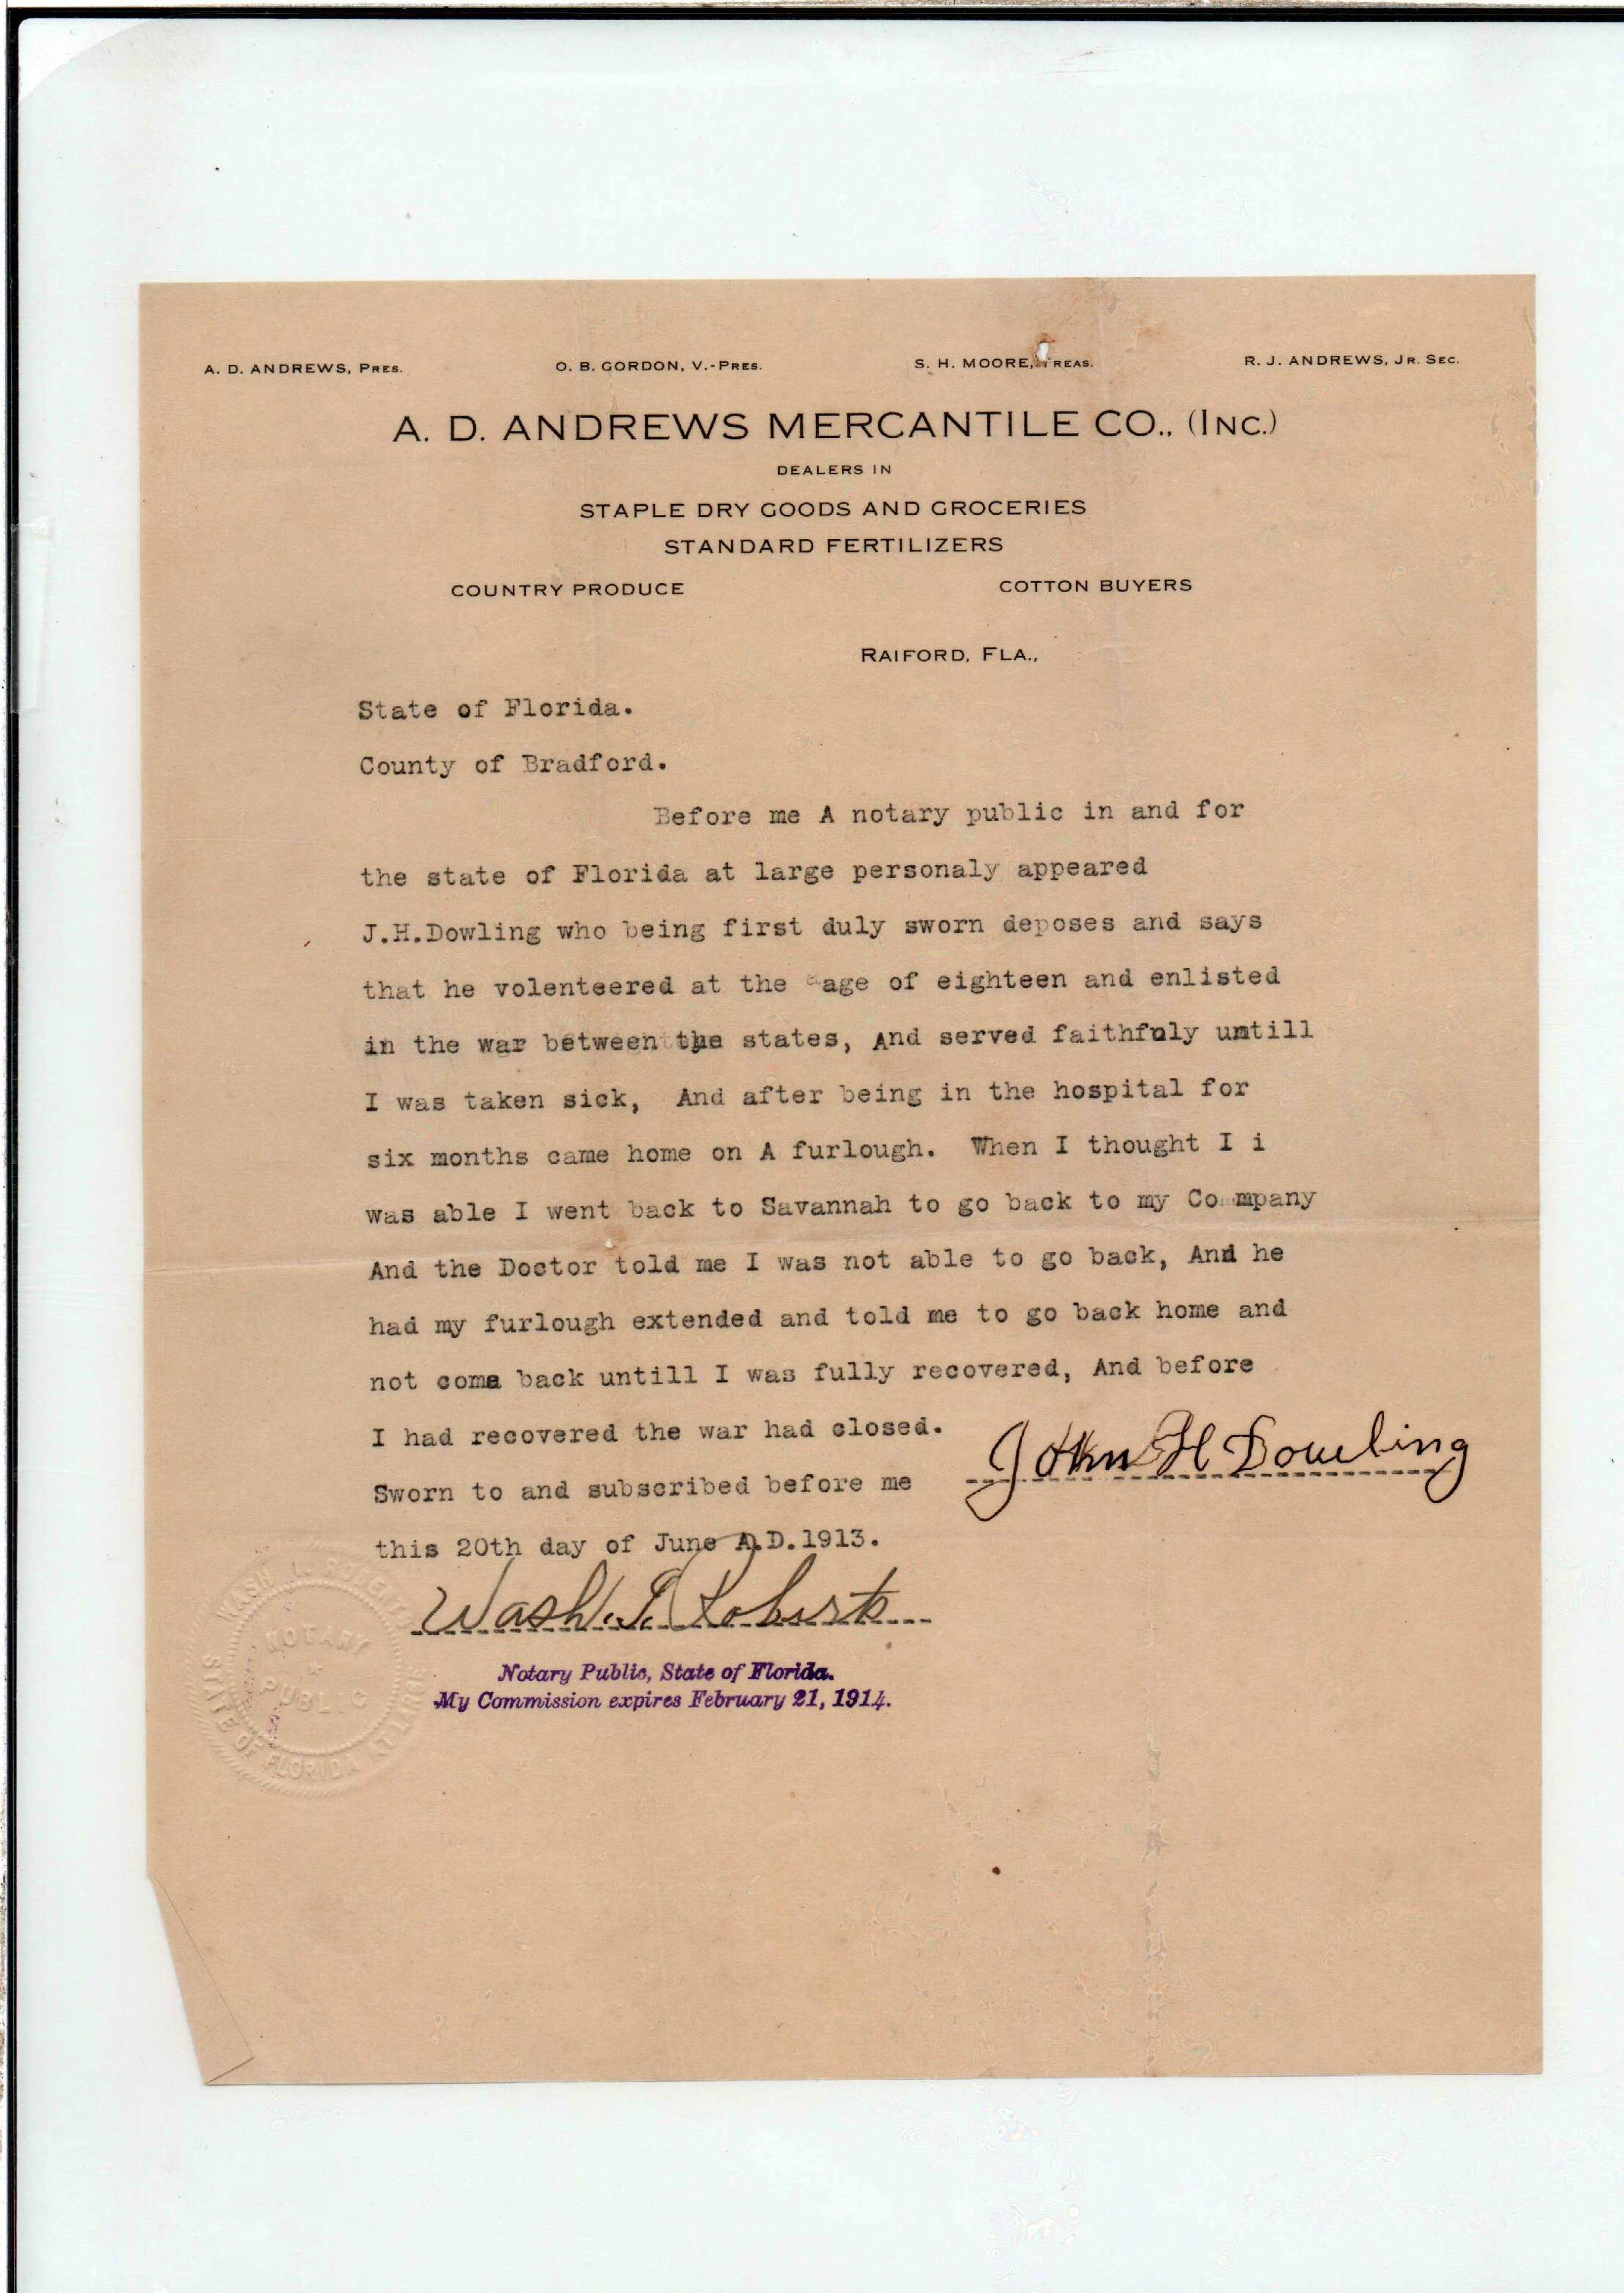 A. D. ANDREWS, PRES. O. B. GORDON, V.-PRES. S. H. MOORE, TREAS. R. J. ANDREWS, JR. SEC.
A. D. ANDREWS MERCANTILE CO., (INC.)
DEALERS IN
STAPLE DRY GOODS AND GROCERIES
STANDARD FERTILIZERS
COUNTRY PRODUCE COTTON BUYERS
RAIFORD, FLA.,
State of Florida.
County of Bradford.
Before me A notary public in and for
the state of Florida at large personaly appeared
J.H.Dowling who being first duly sworn deposes and says
that he volenteered at the age of eighteen and enlisted
in the war between the states, And served faithfuly untill
I was taken sick, And after being in the hospital for
six months came home on A furlough. When I thought I i
was able I went back to Savannah to go back to my Co mpany
And the Doctor told me I was not able to go back, And he
had my furlough extended and told me to go back home and
not come back untill I was fully recovered, And before
I had recovered the war had closed.
John H Dowling
Sworn to and subscribed before me
this 20th day of June A.D.1913.
Wash. I. Roberts
Notary Public, State of Florida.
My Commission expires February 21, 1914.
WASH I. ROBERTS
NOTARY
PUBLIC
STATE OF FLORIDA AT LARGE